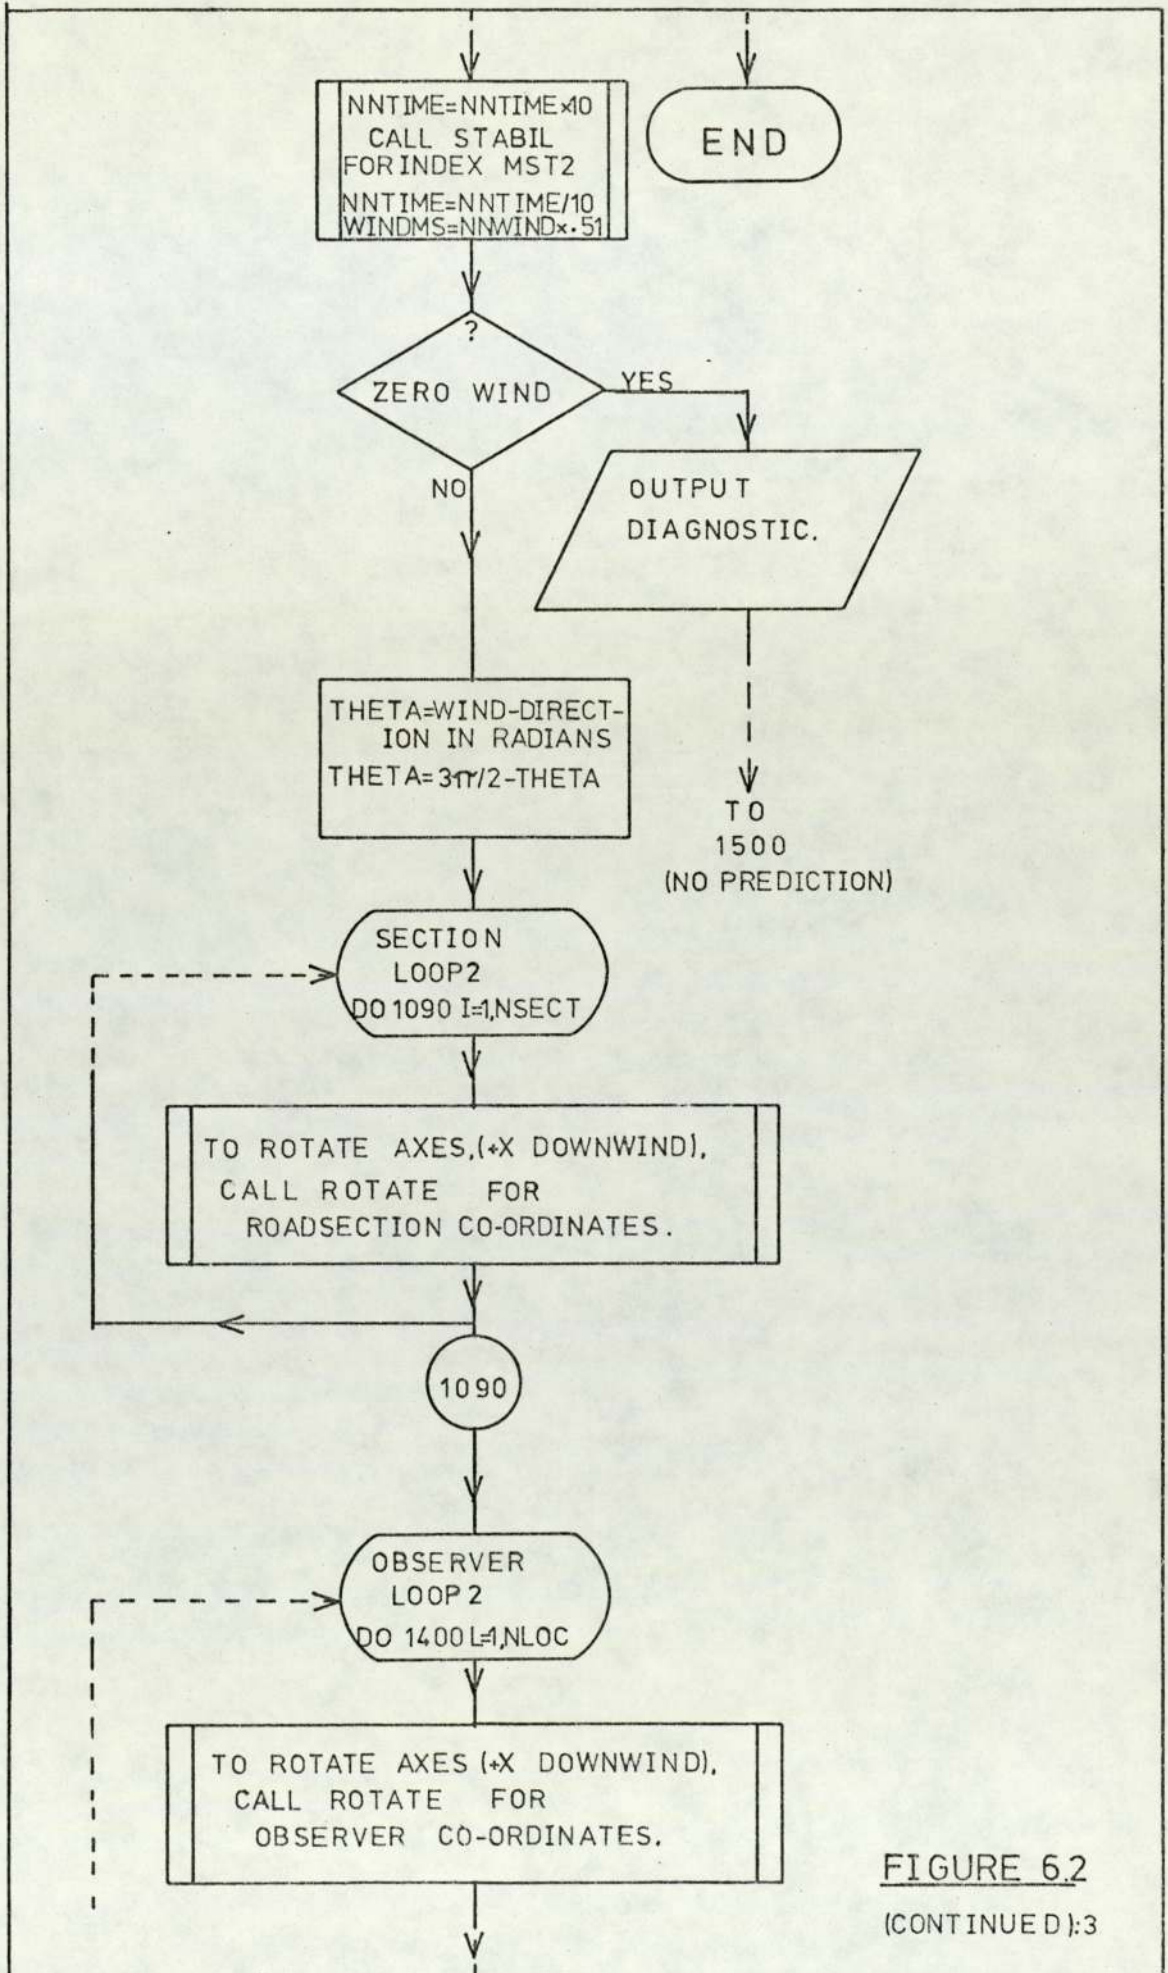 NNTIME=NNTIME×10
CALL STABIL
FOR INDEX MST2
NNTIME=NNTIME/10
WINDMS=NNWIND×.51
END
?
ZERO WIND
YES
NO
OUTPUT
DIAGNOSTIC.
THETA=WIND-DIRECT-
ION IN RADIANS
THETA=3π/2-THETA
TO
1500
(NO PREDICTION)
SECTION
LOOP2
DO 1090 I=1,NSECT
TO ROTATE AXES,(+X DOWNWIND),
CALL ROTATE FOR
ROADSECTION CO-ORDINATES.
1090
OBSERVER
LOOP2
DO 1400 L=1,NLOC
TO ROTATE AXES (+X DOWNWIND),
CALL ROTATE FOR
OBSERVER CO-ORDINATES.
FIGURE 6.2
(CONTINUED):3